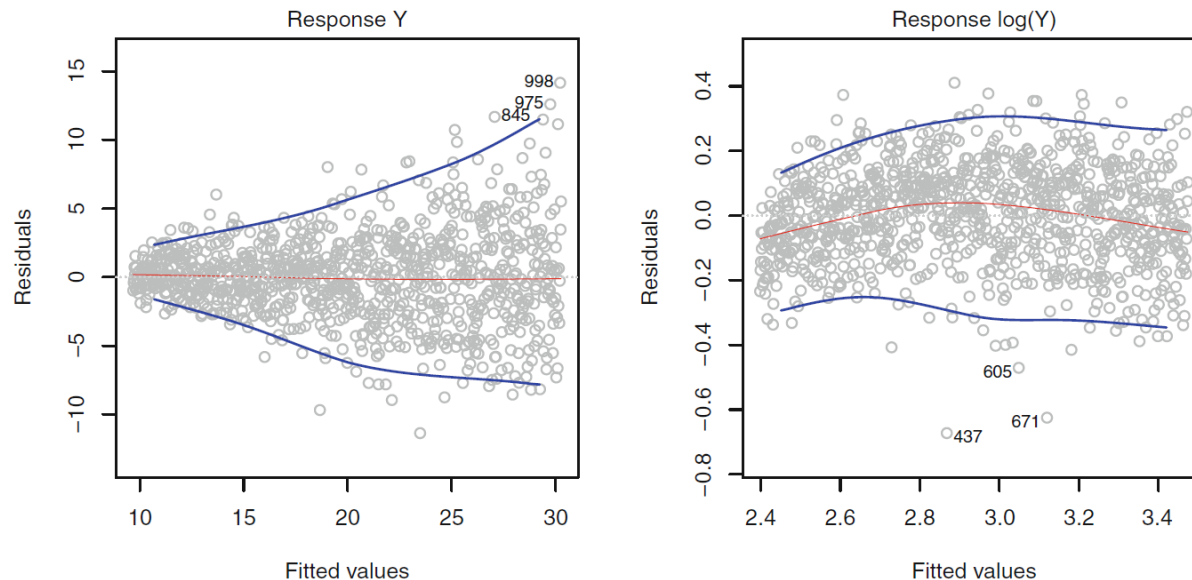 Response Y
Residuals
15
10
5
0
−5
−10
998
975
845
10 15 20 25 30
Fitted values
Response log(Y)
Residuals
0.4
0.2
0.0
−0.2
−0.4
−0.6
−0.8
605
671
437
2.4 2.6 2.8 3.0 3.2 3.4
Fitted values